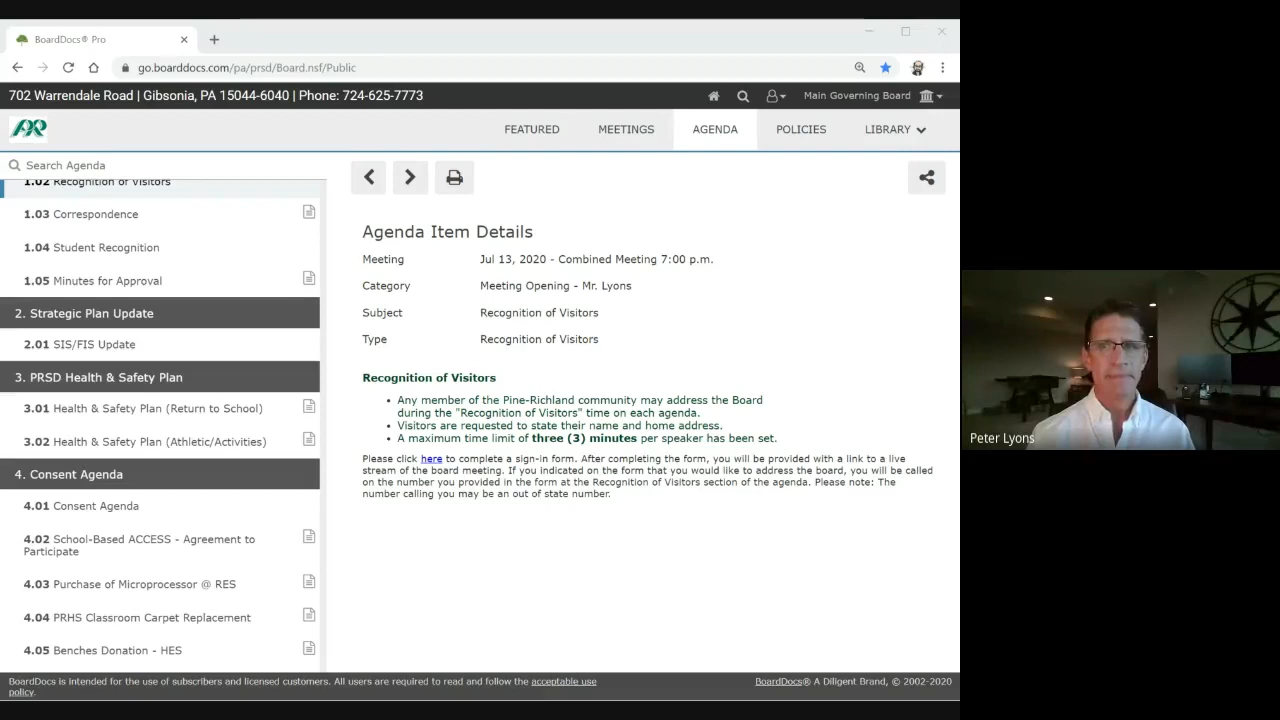 BoardDocs® Pro
go.boarddocs.com/pa/prsd/Board.nsf/Public
702 Warrendale Road | Gibsonia, PA 15044-6040 | Phone: 724-625-7773
Main Governing Board
PR
FEATURED
MEETINGS
AGENDA
POLICIES
LIBRARY
Search Agenda
1.02 Recognition of Visitors
1.03 Correspondence
1.04 Student Recognition
1.05 Minutes for Approval
2. Strategic Plan Update
2.01 SIS/FIS Update
3. PRSD Health & Safety Plan
3.01 Health & Safety Plan (Return to School)
3.02 Health & Safety Plan (Athletic/Activities)
4. Consent Agenda
4.01 Consent Agenda
4.02 School-Based ACCESS - Agreement to
Participate
4.03 Purchase of Microprocessor @ RES
4.04 PRHS Classroom Carpet Replacement
4.05 Benches Donation - HES
Agenda Item Details
Meeting Jul 13, 2020 - Combined Meeting 7:00 p.m.
Category Meeting Opening - Mr. Lyons
Subject Recognition of Visitors
Type Recognition of Visitors
Recognition of Visitors
• Any member of the Pine-Richland community may address the Board
during the "Recognition of Visitors" time on each agenda.
• Visitors are requested to state their name and home address.
• A maximum time limit of three (3) minutes per speaker has been set.
Please click here to complete a sign-in form. After completing the form, you will be provided with a link to a live
stream of the board meeting. If you indicated on the form that you would like to address the board, you will be called
on the number you provided in the form at the Recognition of Visitors section of the agenda. Please note: The
number calling you may be an out of state number.
Peter Lyons
BoardDocs is intended for the use of subscribers and licensed customers. All users are required to read and follow the acceptable use
policy.
BoardDocs® A Diligent Brand, © 2002-2020